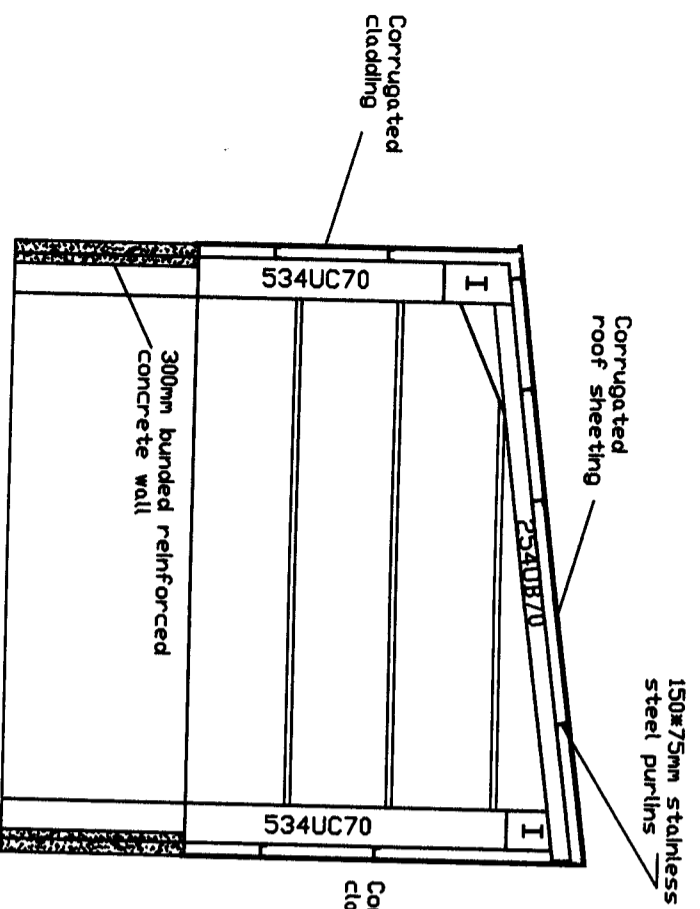 Corrugated
cladding
Corrugated
roof sheeting
150*75mm stainless
steel purlins
534UC70
254UB70
300mm bunded reinforced
concrete wall
534UC70